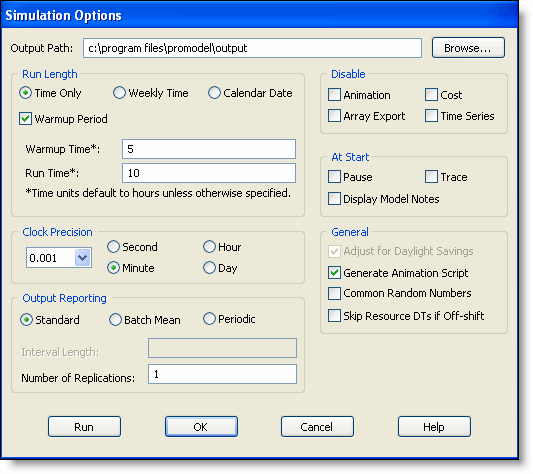 Simulation Options
Output Path: c:\program files\promodel\output Browse...
Run Length
Time Only Weekly Time Calendar Date
Warmup Period
Warmup Time*: 5
Run Time*: 10
*Time units default to hours unless otherwise specified.
Disable
Animation Cost
Array Export Time Series
At Start
Pause Trace
Display Model Notes
Clock Precision
0.001
Second Hour
Minute Day
General
Adjust for Daylight Savings
Generate Animation Script
Common Random Numbers
Skip Resource DTs if Off-shift
Output Reporting
Standard Batch Mean Periodic
Interval Length:
Number of Replications: 1
Run OK Cancel Help